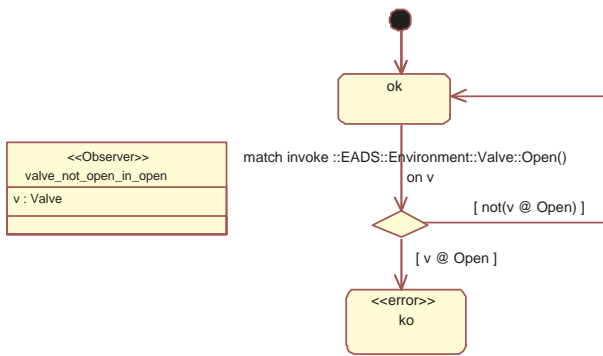 ok
<<Observer>>
valve_not_open_in_open
v : Valve
match invoke ::EADS::Environment::Valve::Open()
on v
[ not(v @ Open) ]
[ v @ Open ]
<<error>>
ko